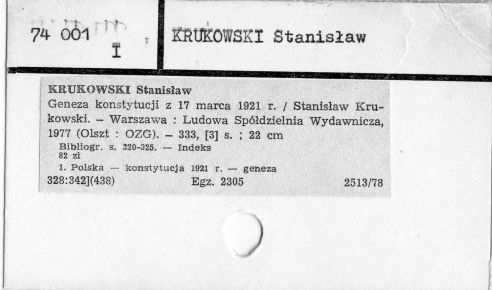 74 001
I
KRUKOWSKI Stanisław
KRUKOWSKI Stanisław
Geneza konstytucji z 17 marca 1921 r. / Stanisław Kru-
kowski. — Warszawa : Ludowa Spółdzielnia Wydawnicza,
1977 (Olszt : OZG). — 333, [3] s. ; 22 cm
Bibliogr. s. 320-325. — Indeks
82 zł
1. Polska — konstytucja 1921 r. — geneza
328:342](438) Egz. 2305 2513/78